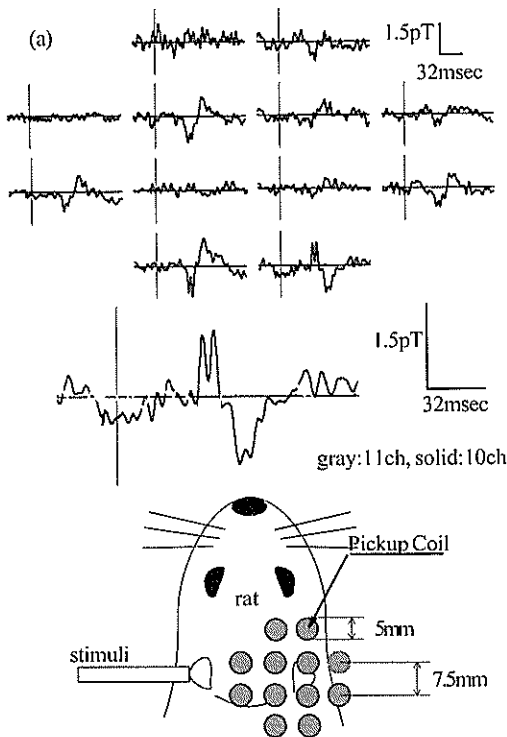 (a)
1.5pT
32msec
1.5pT
32msec
gray:11ch, solid:10ch
Pickup Coil
rat
5mm
stimuli
7.5mm